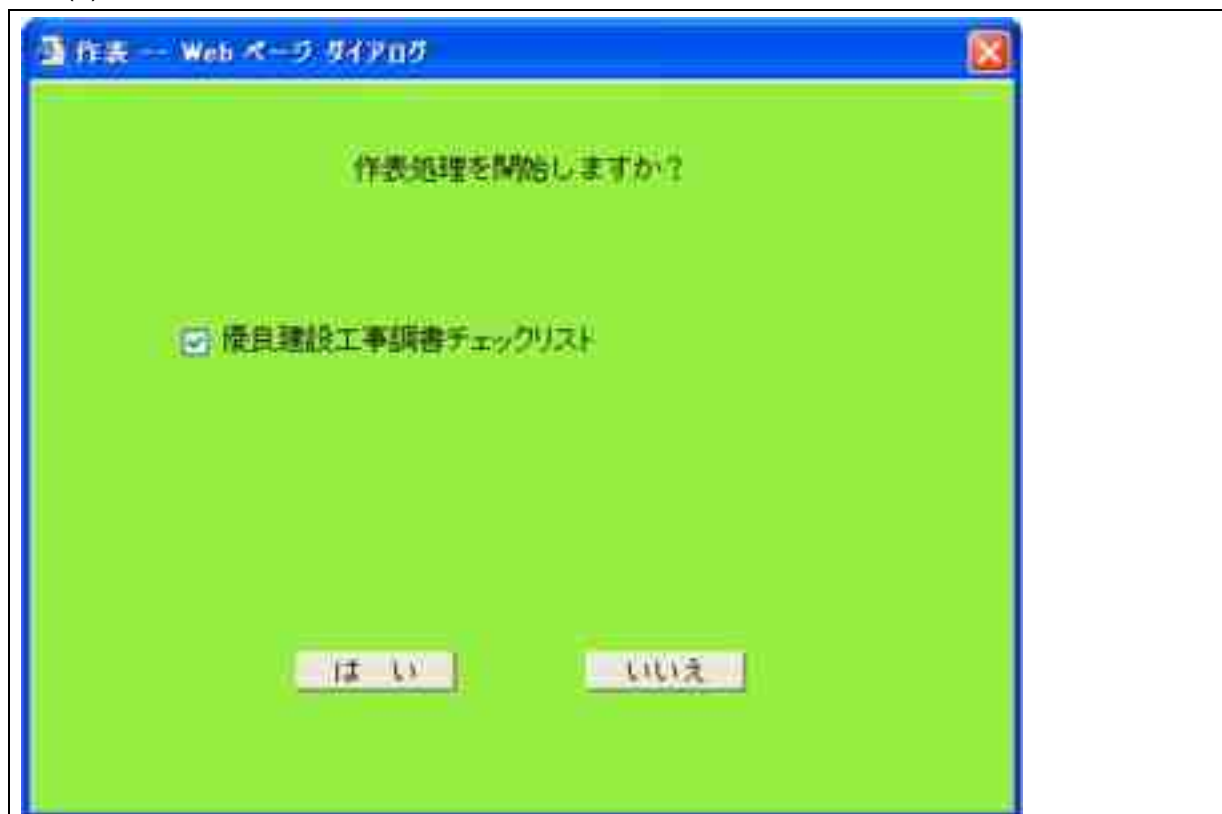 作表 -- Web ページ ダイアログ
作表処理を開始しますか？
優良建設工事調書チェックリスト
は い
いいえ